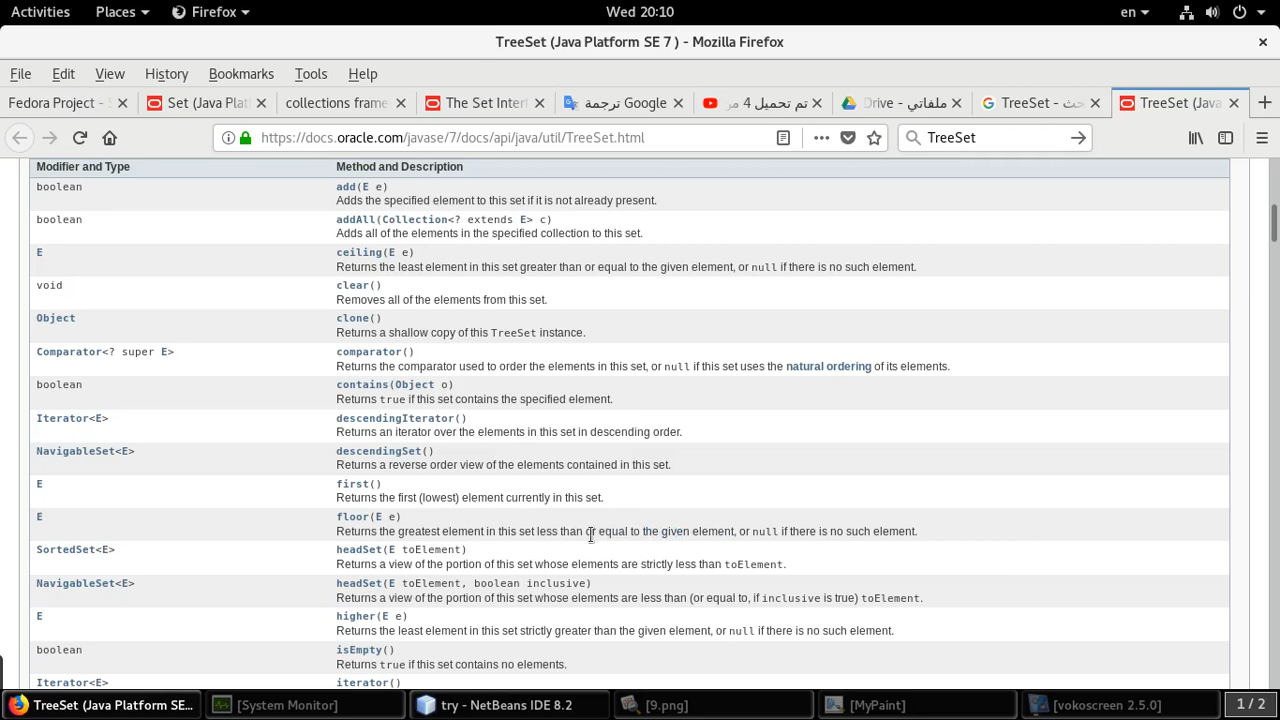 Activities Places Firefox Wed 20:10 en
TreeSet (Java Platform SE 7 ) - Mozilla Firefox
File Edit View History Bookmarks Tools Help
Fedora Project - Set (Java Plat collections frame The Set Inter ترجمة Google تم تحميل 4 مر ملفاتي - Drive TreeSet - حث TreeSet (Java
https://docs.oracle.com/javase/7/docs/api/java/util/TreeSet.html TreeSet
Modifier and Type Method and Description
boolean add(E e)
Adds the specified element to this set if it is not already present.
boolean addAll(Collection<? extends E> c)
Adds all of the elements in the specified collection to this set.
E ceiling(E e)
Returns the least element in this set greater than or equal to the given element, or null if there is no such element.
void clear()
Removes all of the elements from this set.
Object clone()
Returns a shallow copy of this TreeSet instance.
Comparator<? super E> comparator()
Returns the comparator used to order the elements in this set, or null if this set uses the natural ordering of its elements.
boolean contains(Object o)
Returns true if this set contains the specified element.
Iterator<E> descendingIterator()
Returns an iterator over the elements in this set in descending order.
NavigableSet<E> descendingSet()
Returns a reverse order view of the elements contained in this set.
E first()
Returns the first (lowest) element currently in this set.
E floor(E e)
Returns the greatest element in this set less than or equal to the given element, or null if there is no such element.
SortedSet<E> headSet(E toElement)
Returns a view of the portion of this set whose elements are strictly less than toElement.
NavigableSet<E> headSet(E toElement, boolean inclusive)
Returns a view of the portion of this set whose elements are less than (or equal to, if inclusive is true) toElement.
E higher(E e)
Returns the least element in this set strictly greater than the given element, or null if there is no such element.
boolean isEmpty()
Returns true if this set contains no elements.
Iterator<E> iterator()
TreeSet (Java Platform SE... [System Monitor] try - NetBeans IDE 8.2 [9.png] [MyPaint] [vokoscreen 2.5.0] 1 / 2